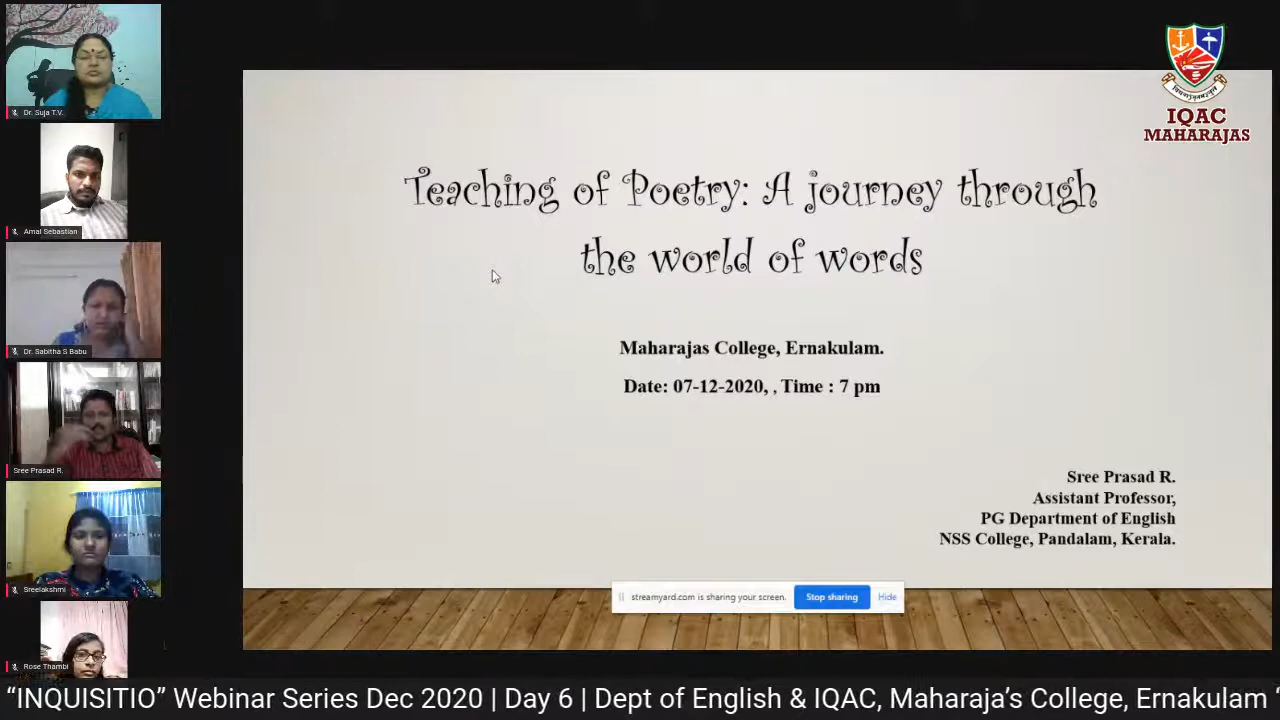 Dr. Suja T.V.
Amal Sebastian
Dr. Sabitha S Babu
Sree Prasad R.
Sreelakshmi
Rose Thambi
IQAC
MAHARAJAS
Teaching of Poetry: A journey through
the world of words
Maharajas College, Ernakulam.
Date: 07-12-2020, , Time : 7 pm
Sree Prasad R.
Assistant Professor,
PG Department of English
NSS College, Pandalam, Kerala.
streamyard.com is sharing your screen. Stop sharing Hide
“INQUISITIO” Webinar Series Dec 2020 | Day 6 | Dept of English & IQAC, Maharaja’s College, Ernakulam “